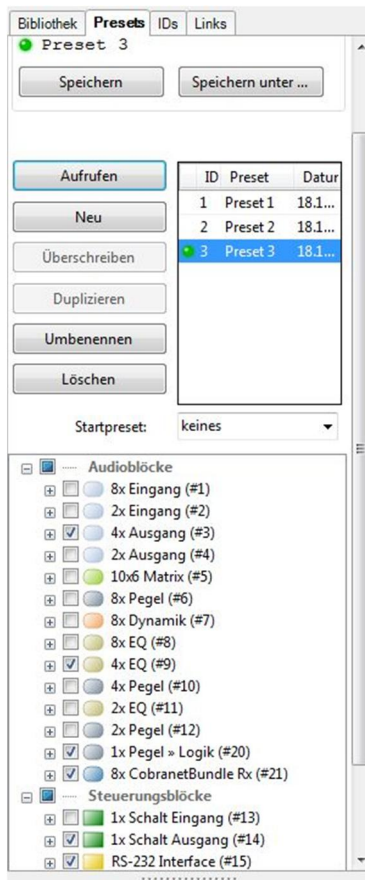 Bibliothek Presets IDs Links
Preset 3
Speichern Speichern unter ...
Aufrufen
Neu
Überschreiben
Duplizieren
Umbenennen
Löschen
ID Preset Datur
1 Preset 1 18.1...
2 Preset 2 18.1...
3 Preset 3 18.1...
Startpreset: keines
Audioblöcke
8x Eingang (#1)
2x Eingang (#2)
4x Ausgang (#3)
2x Ausgang (#4)
10x6 Matrix (#5)
8x Pegel (#6)
8x Dynamik (#7)
8x EQ (#8)
4x EQ (#9)
4x Pegel (#10)
2x EQ (#11)
2x Pegel (#12)
1x Pegel » Logik (#20)
8x CobranetBundle Rx (#21)
Steuerungsblöcke
1x Schalt Eingang (#13)
1x Schalt Ausgang (#14)
RS-232 Interface (#15)